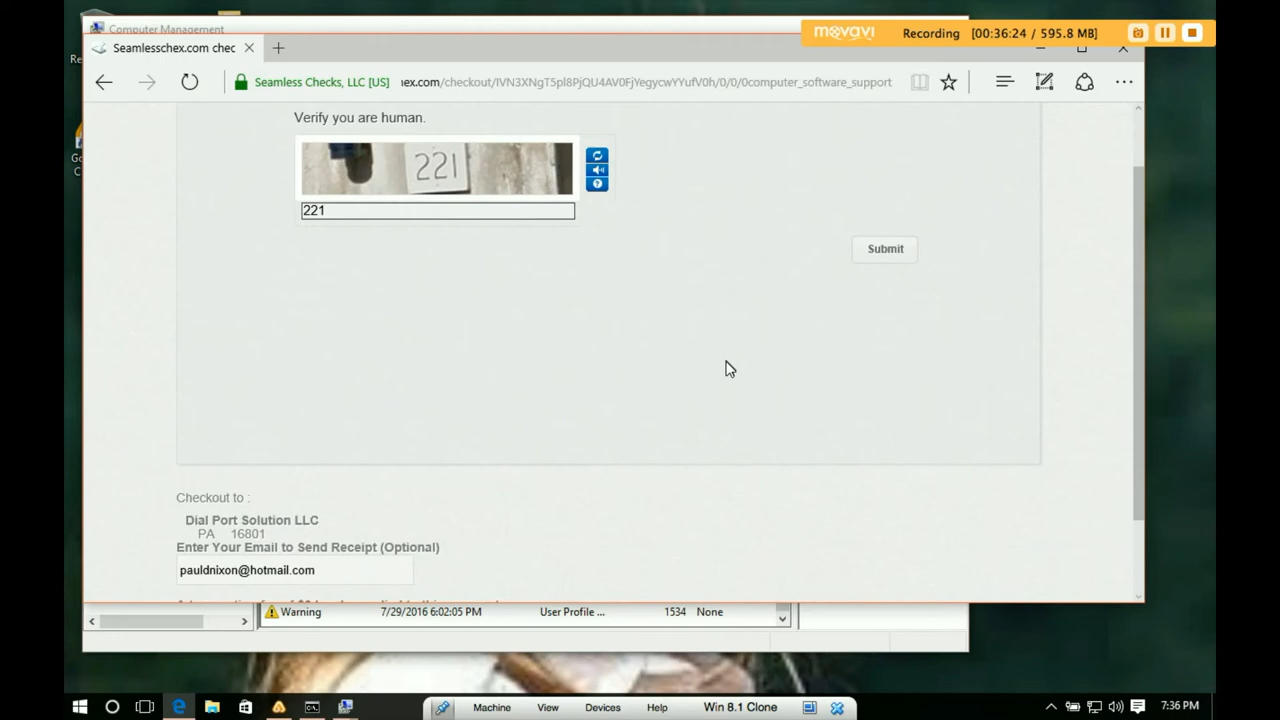 Computer Management
movavi Recording [00:36:24 / 595.8 MB]
Seamlesschex.com chec
Seamless Checks, LLC [US] ıex.com/checkout/IVN3XNgT5pl8PjQU4AV0FjYegycwYYufV0h/0/0/0computer_software_support
Verify you are human.
221
221
Submit
Checkout to :
Dial Port Solution LLC
PA 16801
Enter Your Email to Send Receipt (Optional)
pauldnixon@hotmail.com
Warning 7/29/2016 6:02:05 PM User Profile ... 1534 None
Machine View Devices Help Win 8.1 Clone
7:36 PM